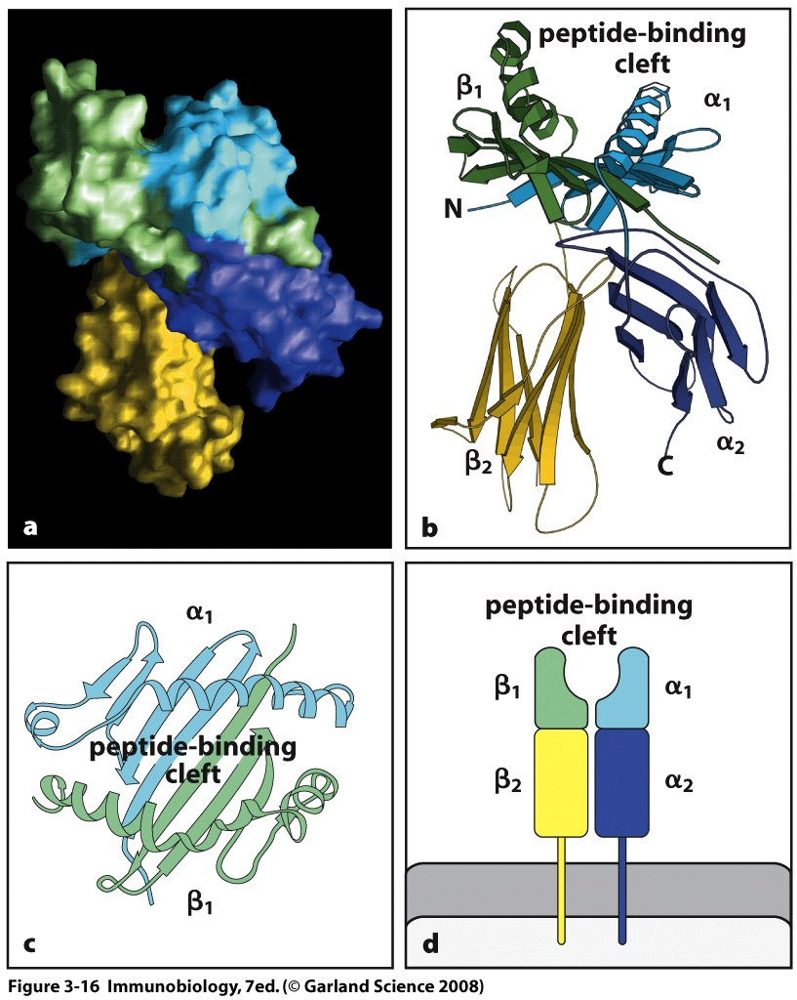 a
peptide-binding
cleft
β1
α1
N
β2
α2
C
b
α1
peptide-binding
cleft
β1
c
peptide-binding
cleft
β1
α1
β2
α2
d
Figure 3-16 Immunobiology, 7ed. (© Garland Science 2008)